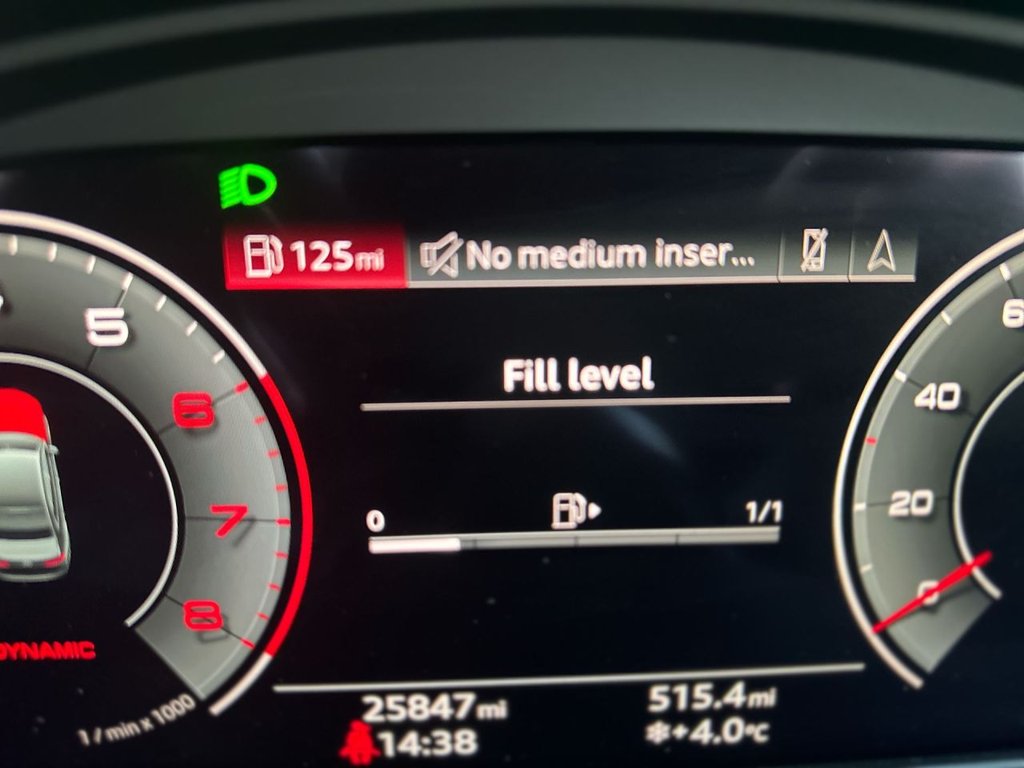 125mi No medium inser...
5
6
7
8
DYNAMIC
1 / min x 1000
Fill level
0 1/1
6
40
20
0
25847mi 515.4mi
14:38 +4.0°C